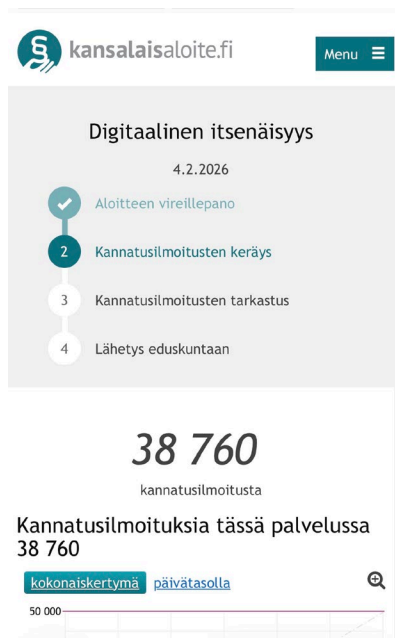 kansalaisaloite.fi
Menu
Digitaalinen itsenäisyys
4.2.2026
Aloitteen vireillepano
2 Kannatusilmoitusten keräys
3 Kannatusilmoitusten tarkastus
4 Lähetys eduskuntaan
38 760
kannatusilmoitusta
Kannatusilmoituksia tässä palvelussa
38 760
kokonaiskertymä päivätasolla
50 000